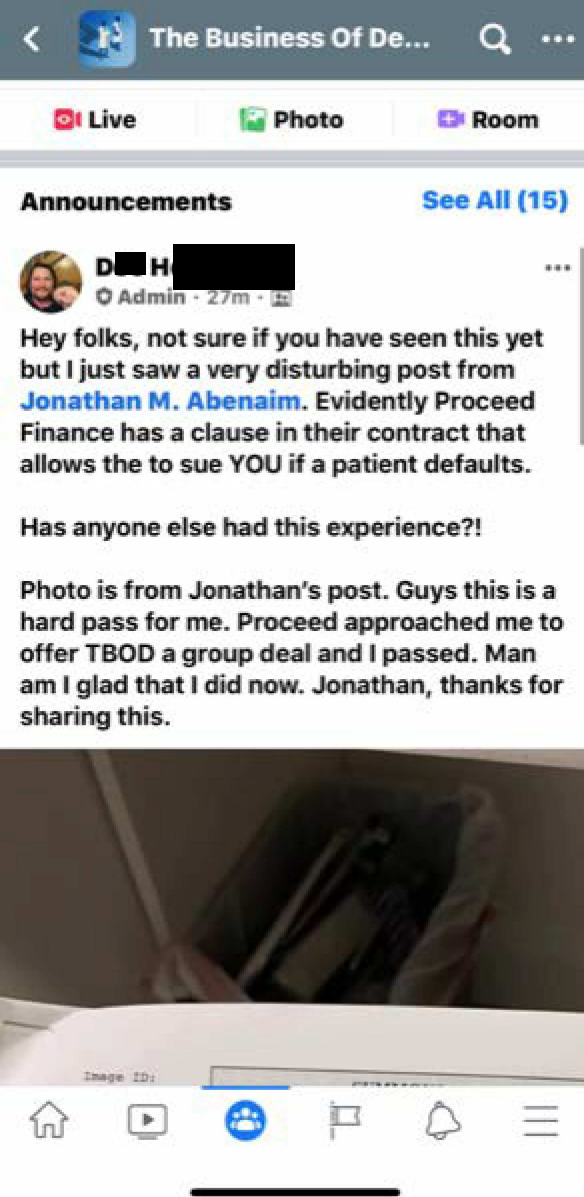 The Business Of De...
Live
Photo
Room
Announcements
See All (15)
D H
Admin · 27m ·
Hey folks, not sure if you have seen this yet
but I just saw a very disturbing post from
Jonathan M. Abenaim. Evidently Proceed
Finance has a clause in their contract that
allows the to sue YOU if a patient defaults.
Has anyone else had this experience?!
Photo is from Jonathan's post. Guys this is a
hard pass for me. Proceed approached me to
offer TBOD a group deal and I passed. Man
am I glad that I did now. Jonathan, thanks for
sharing this.
Image ID: